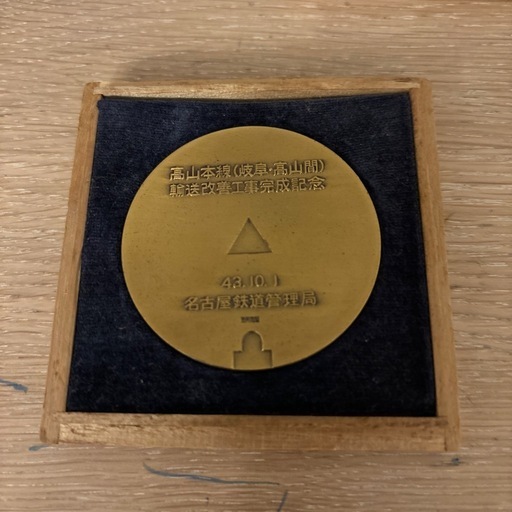 高山本線(岐阜・高山間)
輸送改善工事完成記念
43.10.1
名古屋鉄道管理局